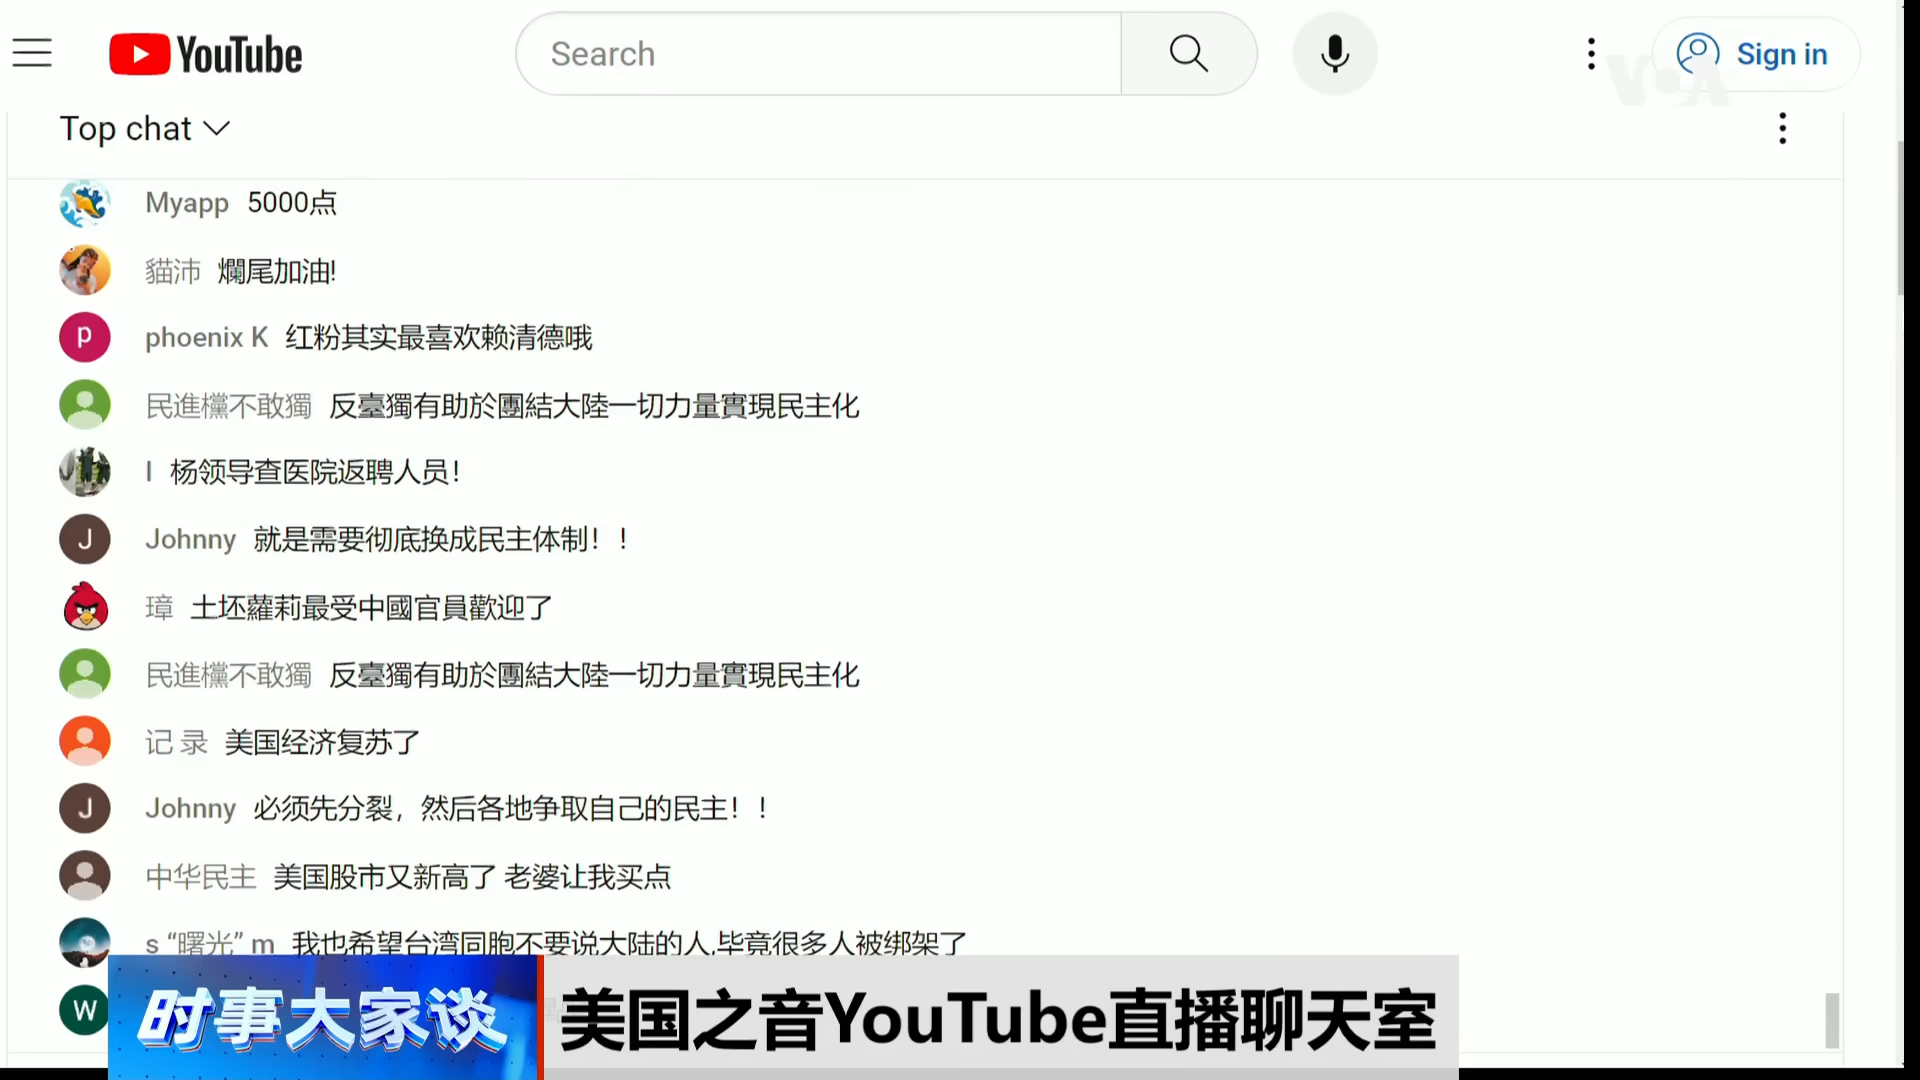 YouTube
Search
Sign in
VOA
Top chat
Myapp 5000点
貓沛 爛尾加油!
P phoenix K 红粉其实最喜欢赖清德哦
民進欓不敢獨 反臺獨有助於團結大陸一切力量實現民主化
I 杨领导查医院返聘人员！
J Johnny 就是需要彻底换成民主体制！！
璋 土坯蘿莉最受中國官員歡迎了
民進欓不敢獨 反臺獨有助於團結大陸一切力量實現民主化
记 录 美国经济复苏了
J Johnny 必须先分裂，然后各地争取自己的民主！！
中华民主 美国股市又新高了 老婆让我买点
s “曙光” m 我也希望台湾同胞不要说大陆的人,毕竟很多人被绑架了
W
时事大家谈 美国之音YouTube直播聊天室